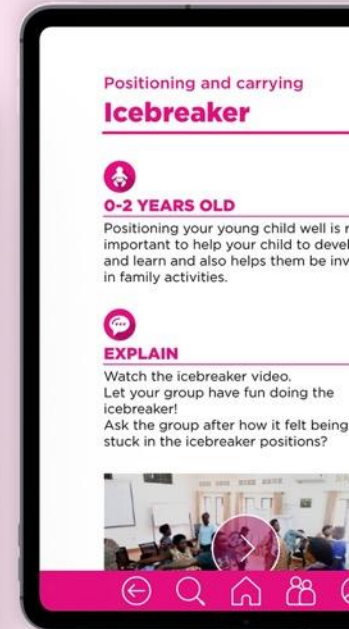 Positioning and carrying
Icebreaker
0-2 YEARS OLD
Positioning your young child well is
important to help your child to
and learn and also helps them be
in family activities.
EXPLAIN
Watch the icebreaker video.
Let your group have fun doing the
icebreaker!
Ask the group after how it felt being
stuck in the icebreaker positions?